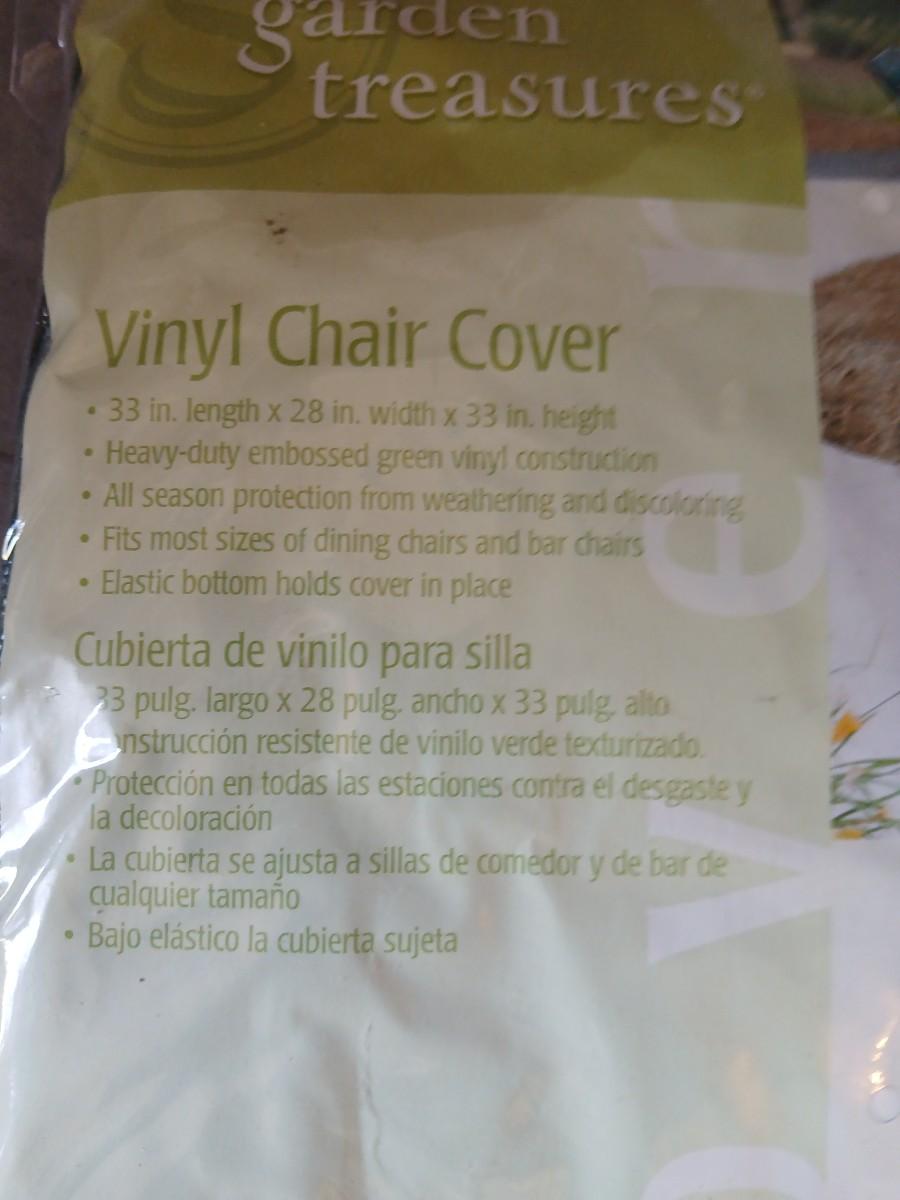 garden
treasures®
Vinyl Chair Cover
• 33 in. length x 28 in. width x 33 in. height
• Heavy-duty embossed green vinyl construction
• All season protection from weathering and discoloring
• Fits most sizes of dining chairs and bar chairs
• Elastic bottom holds cover in place
Cubierta de vinilo para silla
33 pulg. largo x 28 pulg. ancho x 33 pulg. alto
nstrucción resistente de vinilo verde texturizado.
• Protección en todas las estaciones contra el desgaste y
la decoloración
• La cubierta se ajusta a sillas de comedor y de bar de
cualquier tamaño
• Bajo elástico la cubierta sujeta
over